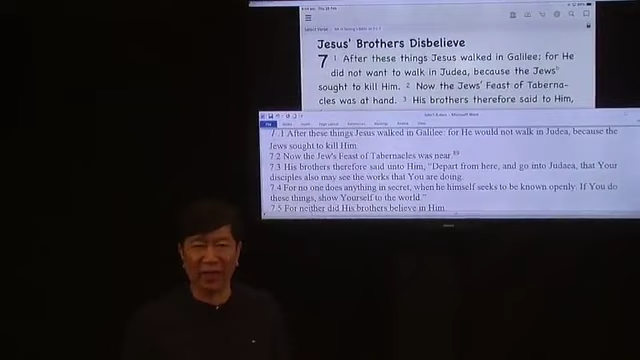 Jesus' Brothers Disbelieve
7 1 After these things Jesus walked in Galilee; for He
did not want to walk in Judea, because the Jews
sought to kill Him. 2 Now the Jews' Feast of Taberna-
cles was at hand. 3 His brothers therefore said to Him,
7.1 After these things Jesus walked in Galilee: for He would not walk in Judea, because the
Jews sought to kill Him
7.2 Now the Jew's Feast of Tabernacles was near.
7.3 His brothers therefore said unto Him, "Depart from here, and go into Judaea, that Your
disciples also may see the works that You are doing.
7.4 For no one does anything in secret, when he himself seeks to be known openly. If You do
these things, show Yourself to the world."
7.5 For neither did His brothers believe in Him.